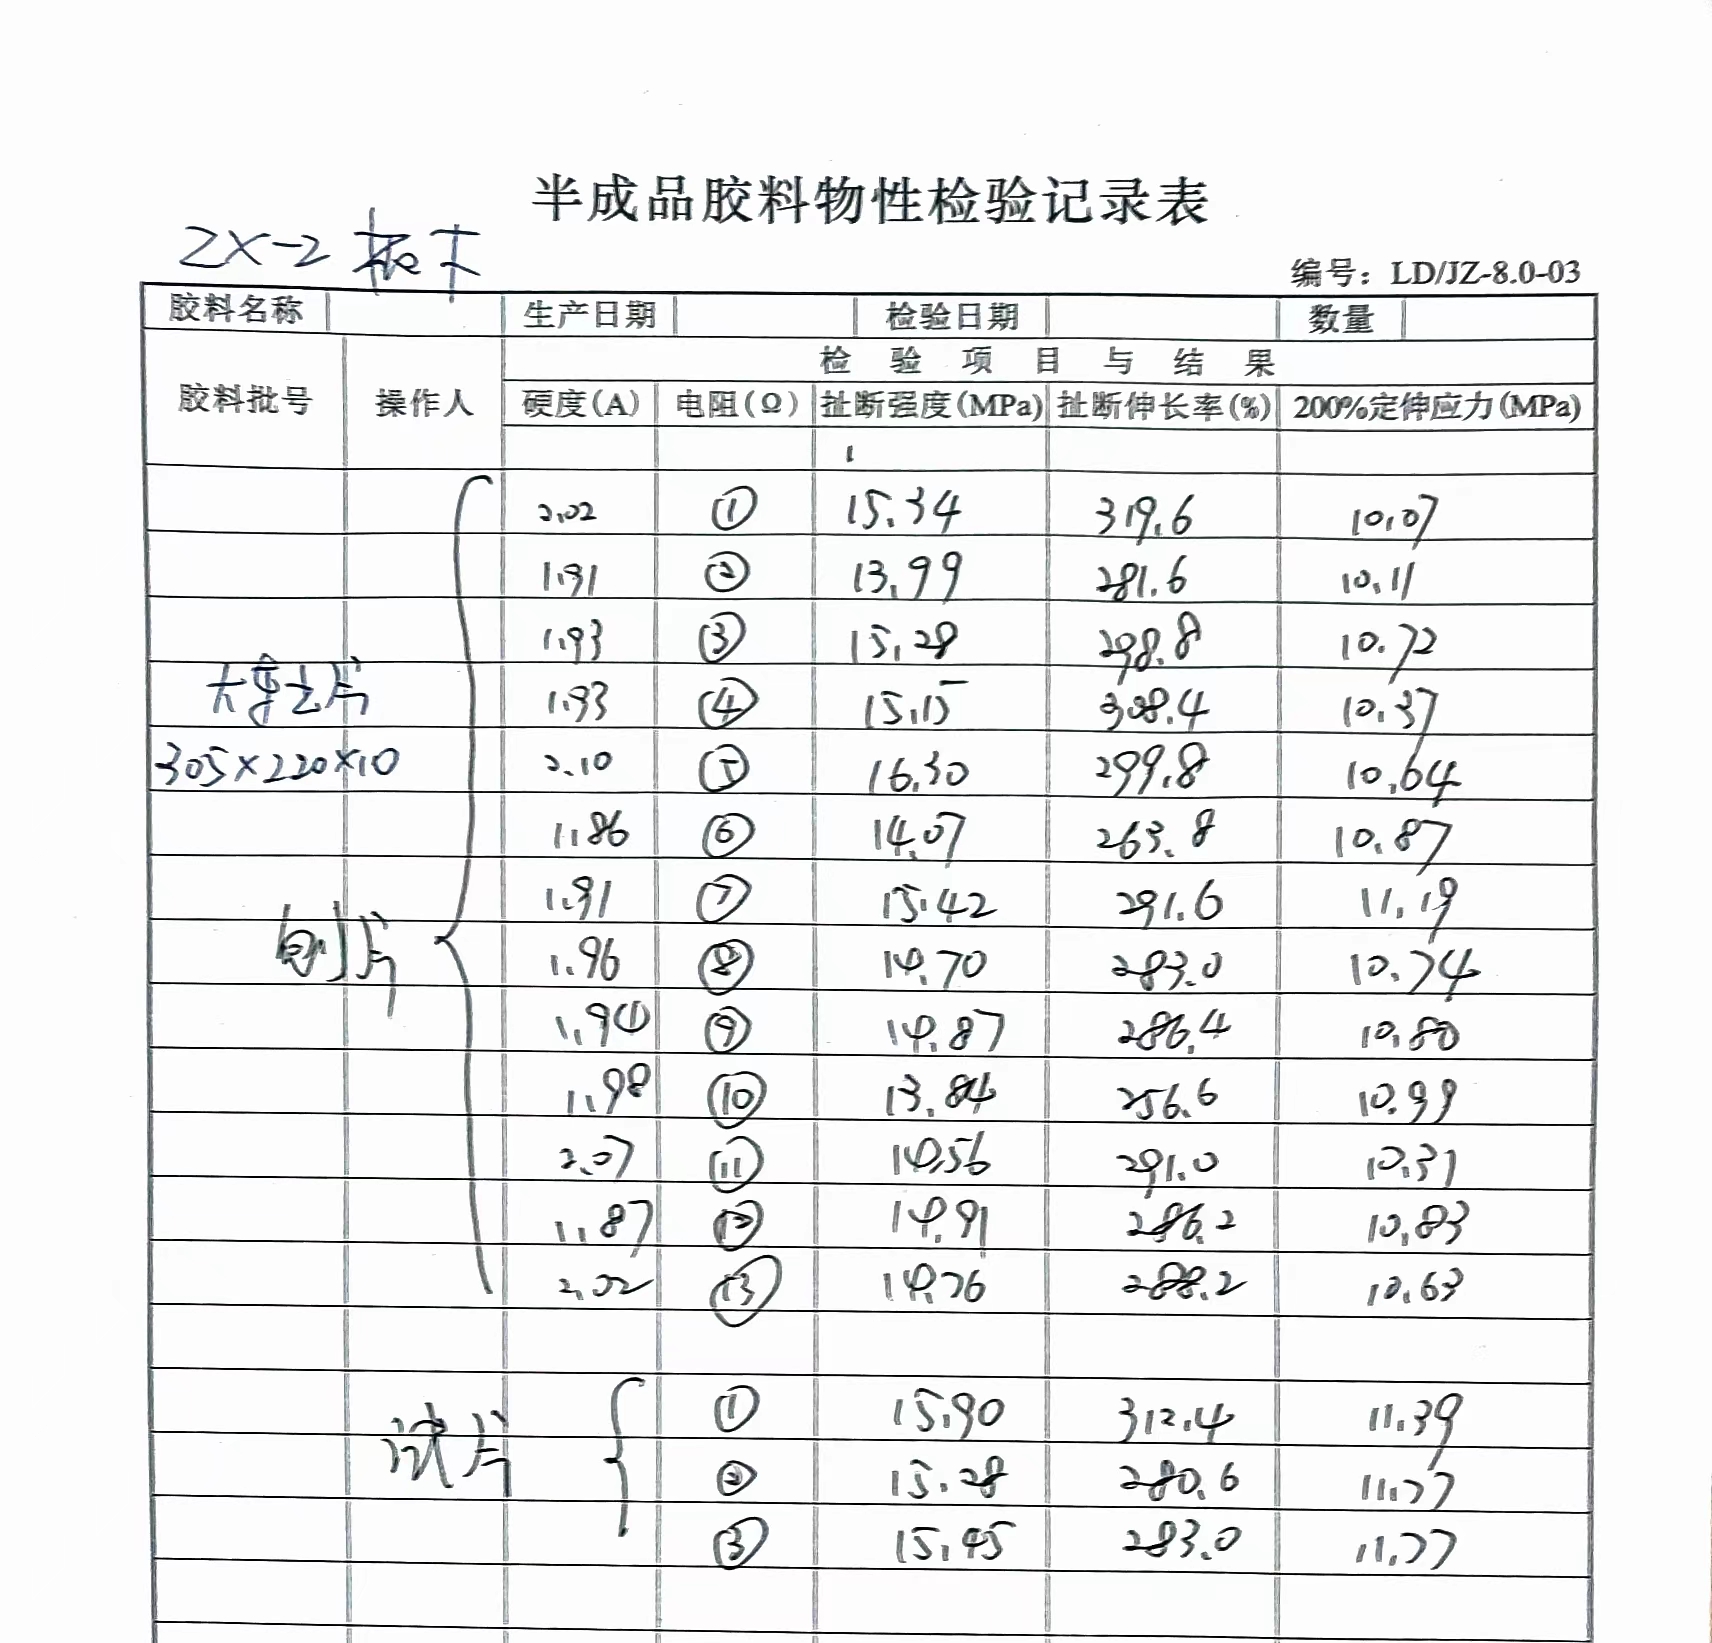 半成品胶料物性检验记录表
ZX-2
编号：LD/JZ-8.0-03
胶料名称 生产日期 检验日期 数量
检验项目与结果
胶料批号 操作人 硬度(A) 电阻(Ω) 扯断强度(MPa) 扯断伸长率(%) 200%定伸应力(MPa)
2.02 ① 15.34 319.6 10.07
1.91 ② 13.99 281.6 10.11
1.93 ③ 15.28 298.8 10.72
1.93 ④ 15.15 308.4 10.37
305×220×10 2.10 ⑤ 16.30 299.8 10.64
1.86 ⑥ 14.07 263.8 10.87
1.91 ⑦ 15.42 291.6 11.19
1.96 ⑧ 14.70 283.0 10.74
1.94 ⑨ 14.87 286.4 10.80
1.98 ⑩ 13.84 256.6 10.99
2.07 ⑪ 14.56 291.0 10.31
1.87 ⑫ 14.91 286.2 10.83
2.02 ⑬ 14.76 288.2 10.63
① 15.90 312.4 11.39
试片 ② 15.28 280.6 11.77
③ 15.45 283.0 11.77